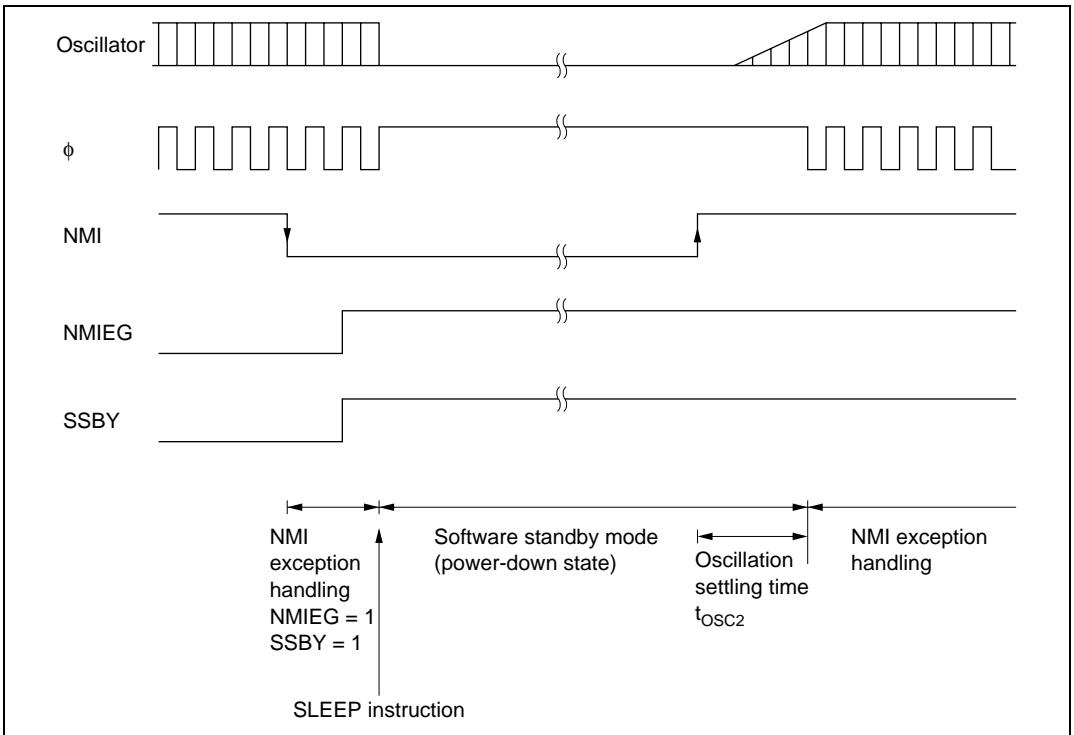 Oscillator
φ
NMI
NMIEG
SSBY
NMI
exception
handling
NMIEG = 1
SSBY = 1
Software standby mode
(power-down state)
Oscillation
settling time
tOSC2
NMI exception
handling
SLEEP instruction